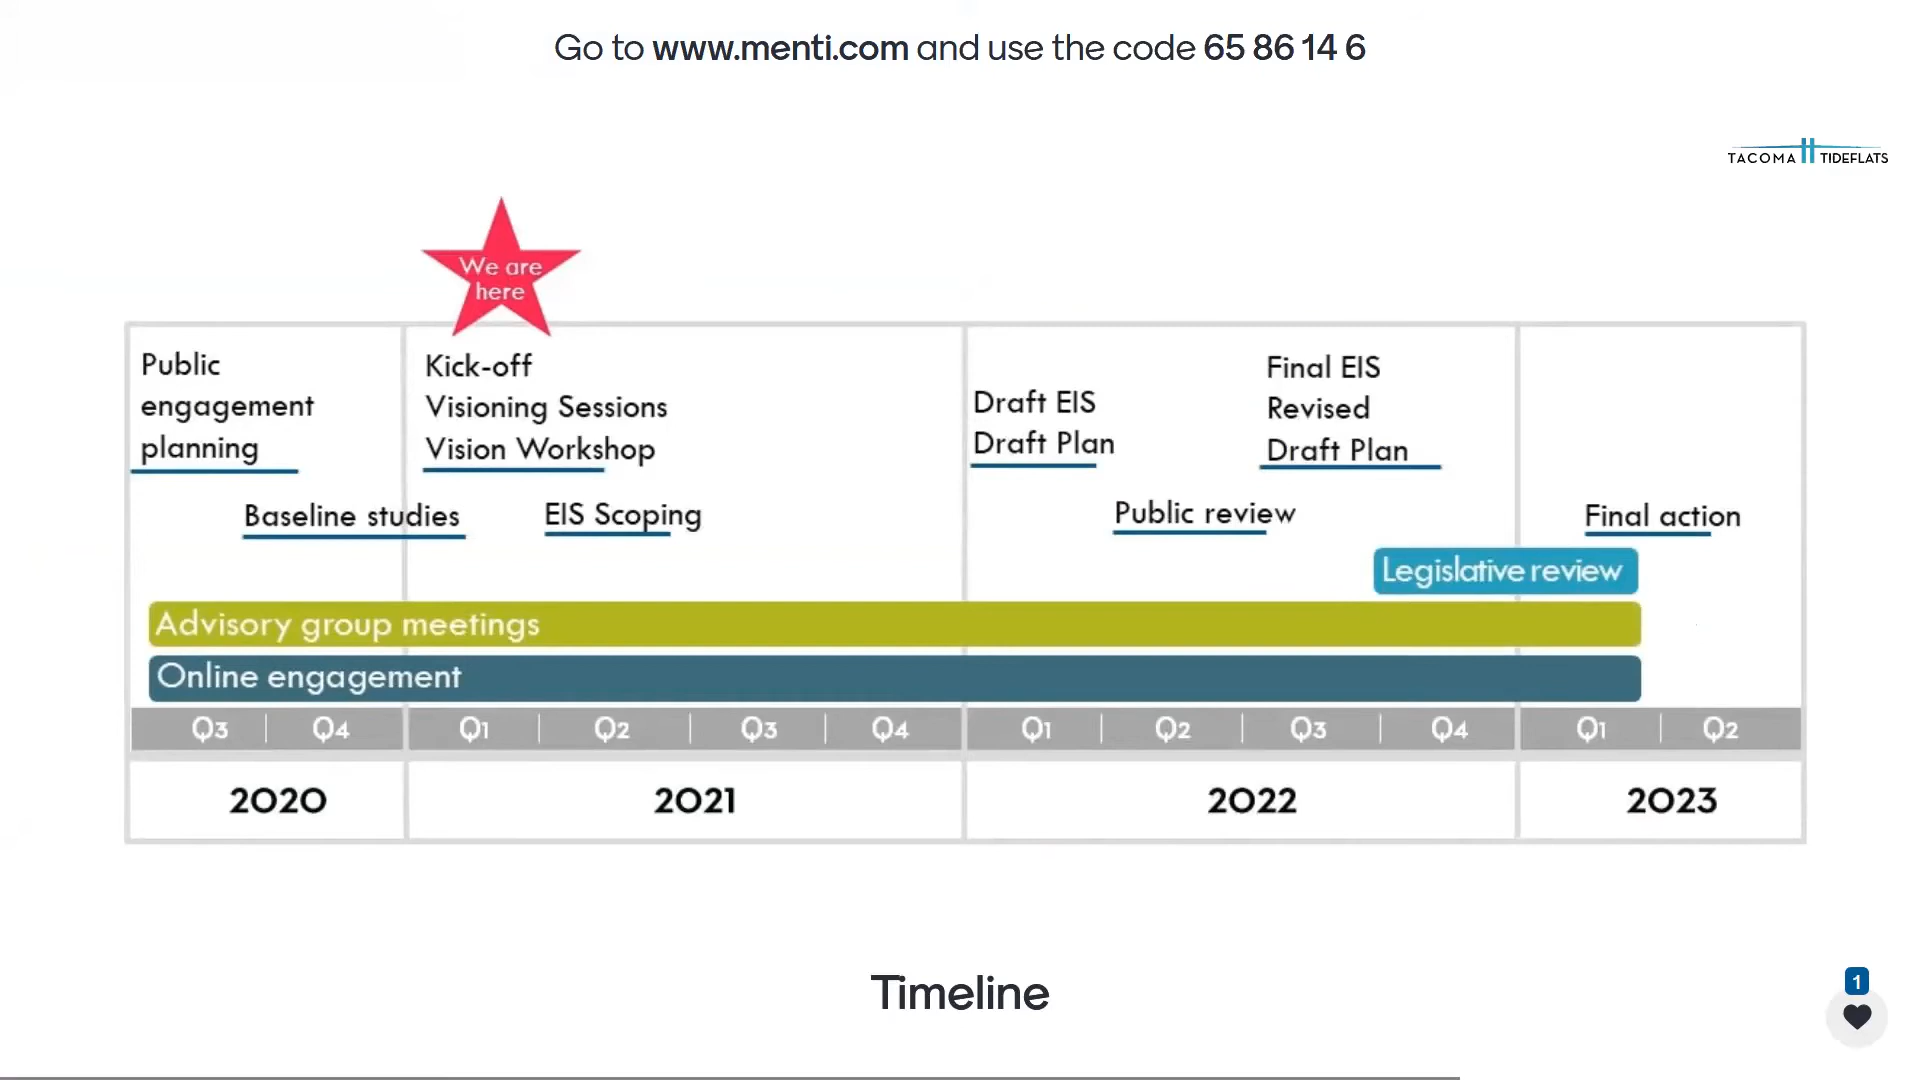 Go to www.menti.com and use the code 65 86 14 6
TACOMA TIDEFLATS
We are
here
Public
engagement
planning
Kick-off
Visioning Sessions
Vision Workshop
Draft EIS
Draft Plan
Final EIS
Revised
Draft Plan
Baseline studies
EIS Scoping
Public review
Final action
Legislative review
Advisory group meetings
Online engagement
Q3 Q4 Q1 Q2 Q3 Q4 Q1 Q2 Q3 Q4 Q1 Q2
2020 2021 2022 2023
Timeline
1